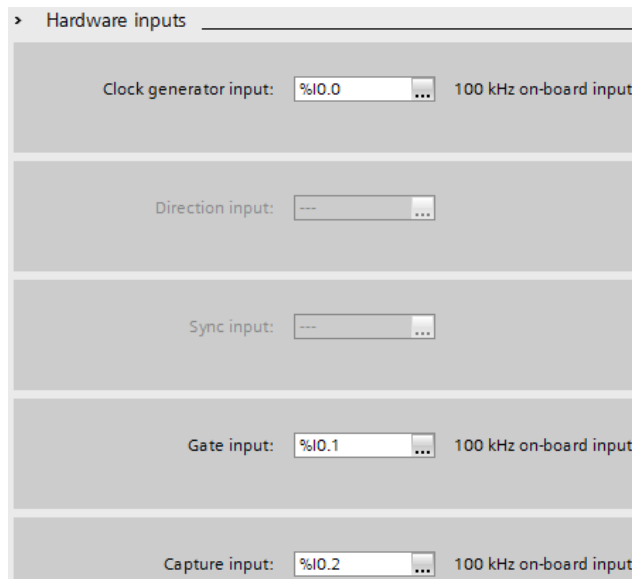 Hardware inputs
Clock generator input: %I0.0 ... 100 kHz on-board input
Direction input: --- ...
Sync input: --- ...
Gate input: %I0.1 ... 100 kHz on-board input
Capture input: %I0.2 ... 100 kHz on-board input